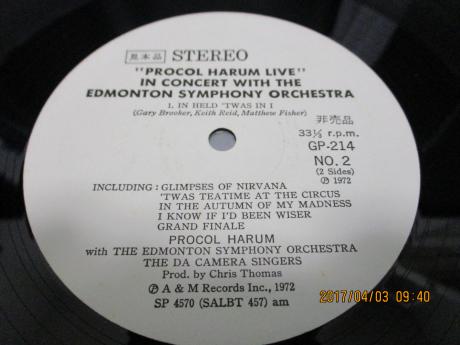 見本品 STEREO
"PROCOL HARUM LIVE"
IN CONCERT WITH THE
EDMONTON SYMPHONY ORCHESTRA
1. IN HELD 'TWAS IN I
(Gary Brooker, Keith Reid, Matthew Fisher)
非売品
33⅓ r.p.m.
GP-214
NO. 2
(2 Sides)
Ⓟ 1972
INCLUDING : GLIMPSES OF NIRVANA
'TWAS TEATIME AT THE CIRCUS
IN THE AUTUMN OF MY MADNESS
I KNOW IF I'D BEEN WISER
GRAND FINALE
PROCOL HARUM
with THE EDMONTON SYMPHONY ORCHESTRA
THE DA CAMERA SINGERS
Prod. by Chris Thomas
Ⓟ A & M Records Inc., 1972
SP 4570 (SALBT 457) am
2017/04/03 09:40